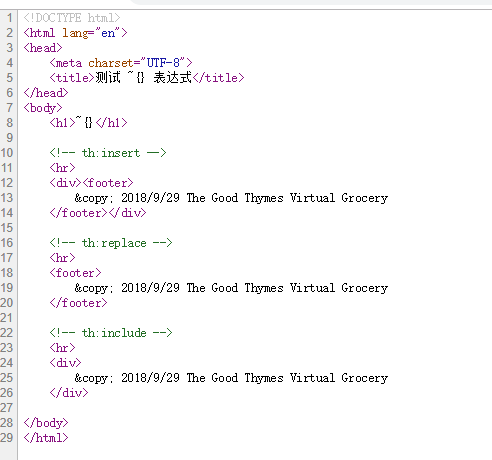 1 <!DOCTYPE html>
2 <html lang="en">
3 <head>
4     <meta charset="UTF-8">
5     <title>测试 ~{} 表达式</title>
6 </head>
7 <body>
8     <h1>~{}</h1>
9
10     <!-- th:insert -->
11     <hr>
12     <div><footer>
13         &copy; 2018/9/29 The Good Thymes Virtual Grocery
14     </footer></div>
15
16     <!-- th:replace -->
17     <hr>
18     <footer>
19         &copy; 2018/9/29 The Good Thymes Virtual Grocery
20     </footer>
21
22     <!-- th:include -->
23     <hr>
24     <div>
25         &copy; 2018/9/29 The Good Thymes Virtual Grocery
26     </div>
27
28 </body>
29 </html>